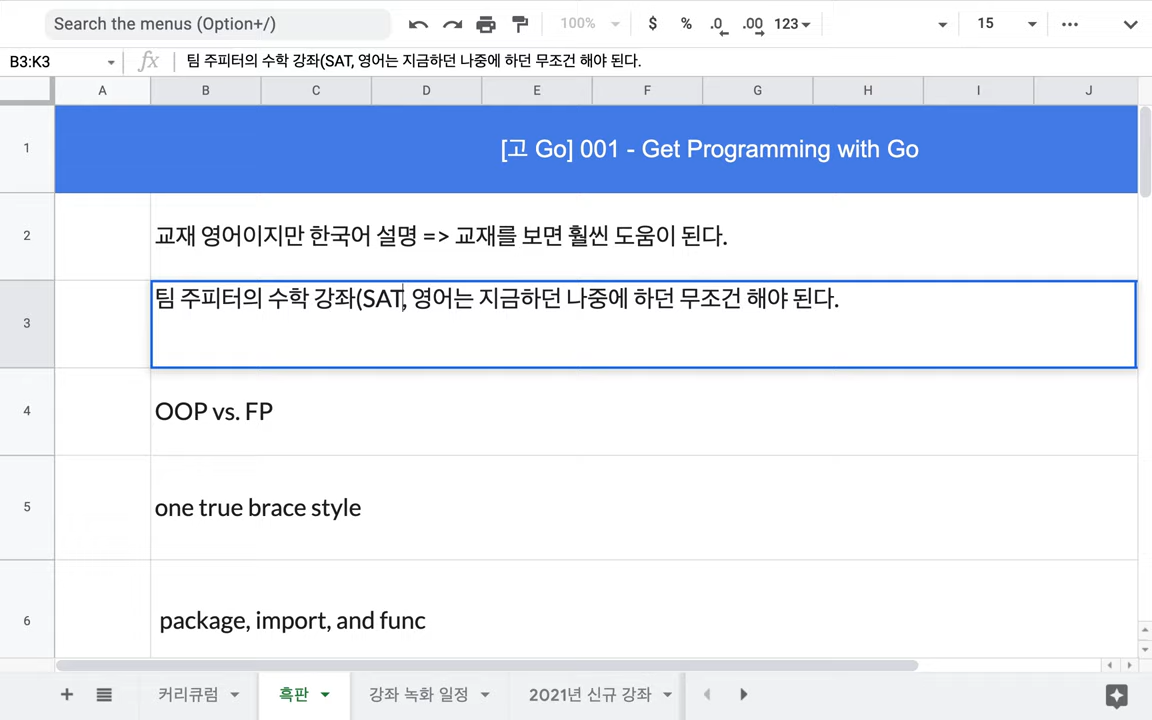 Search the menus (Option+/)
100%
$ % .0 .00 123
15
B3:K3
fx
팀 주피터의 수학 강좌(SAT, 영어는 지금하던 나중에 하던 무조건 해야 된다.
A B C D E F G H I J
1 [고 Go] 001 - Get Programming with Go
2 교재 영어이지만 한국어 설명 => 교재를 보면 훨씬 도움이 된다.
3 팀 주피터의 수학 강좌(SAT, 영어는 지금하던 나중에 하던 무조건 해야 된다.
4 OOP vs. FP
5 one true brace style
6 package, import, and func
커리큐럼 흑판 강좌 녹화 일정 2021년 신규 강좌